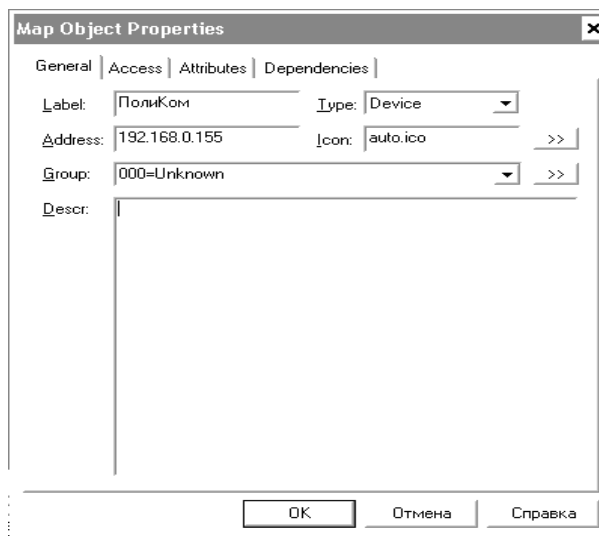 Map Object Properties
General Access Attributes Dependencies
Label: ПолиКом Type: Device
Address: 192.168.0.155 Icon: auto.ico >>
Group: 000=Unknown >>
Descr:
OK Отмена Справка